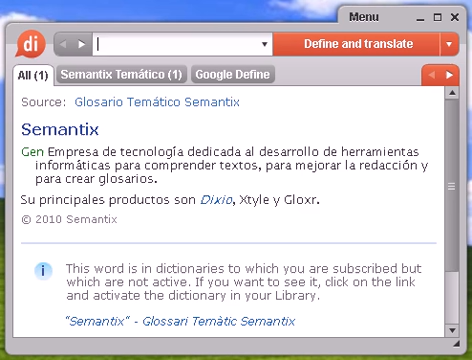 Menu
di
Define and translate
All (1) Semantix Temático (1) Google Define
Source: Glosario Temático Semantix
Semantix
Gen Empresa de tecnología dedicada al desarrollo de herramientas
informáticas para comprender textos, para mejorar la redacción y
para crear glosarios.
Su principales productos son Dixio, Xtyle y Gloxr.
© 2010 Semantix
This word is in dictionaries to which you are subscribed but
which are not active. If you want to see it, click on the link
and activate the dictionary in your Library.
"Semantix" - Glossari Temàtic Semantix